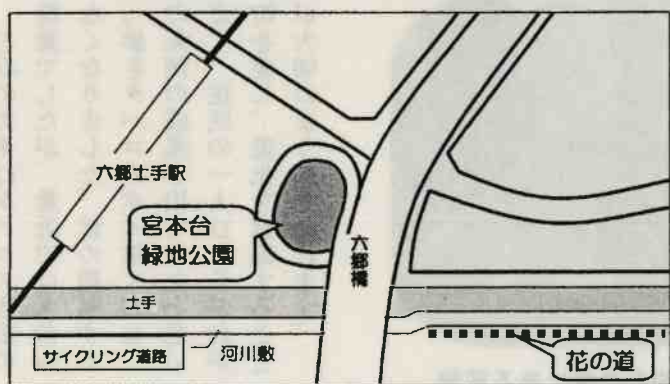 六郷土手駅
宮本台
緑地公園
六郷橋
土手
サイクリング道路
河川敷
花の道